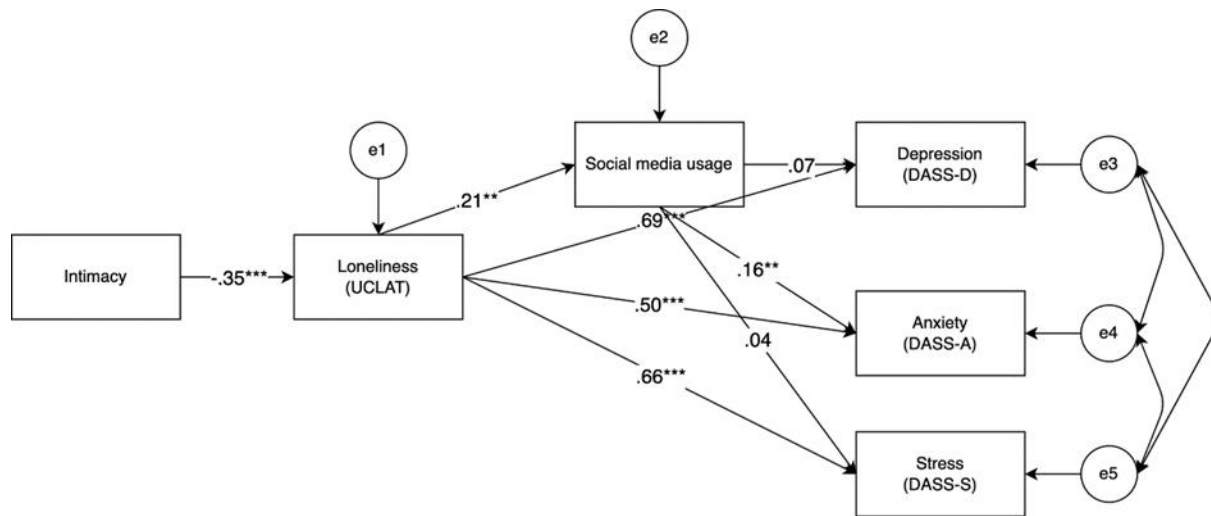 e2
e1
Social media usage
.07
Depression
(DASS-D)
e3
.21**
.69***
Intimacy
-.35***
Loneliness
(UCLAT)
.16**
.50***
Anxiety
(DASS-A)
e4
.04
.66***
Stress
(DASS-S)
e5